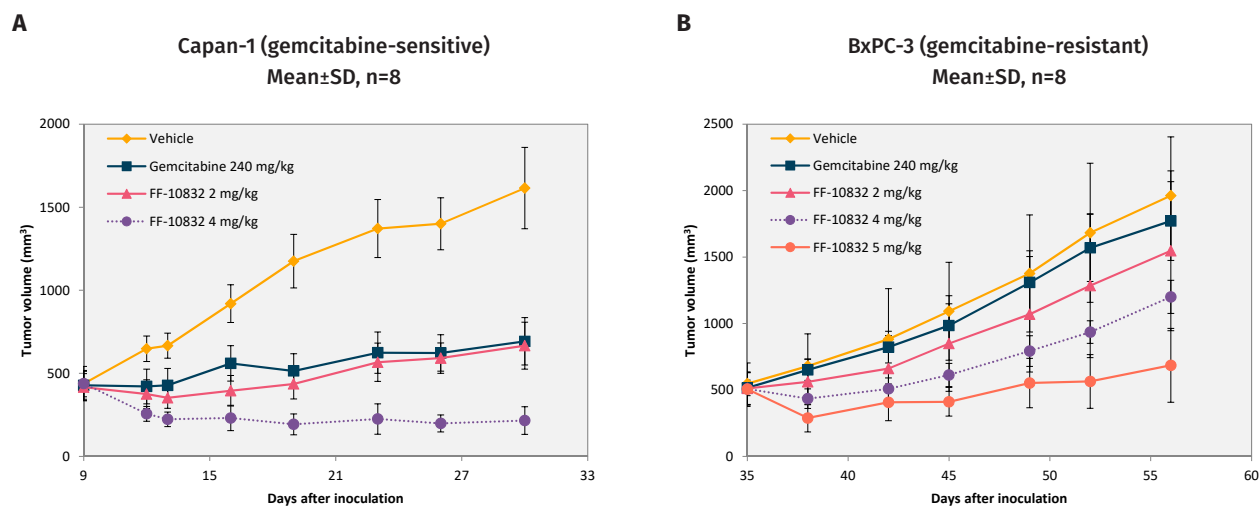 A
Capan-1 (gemcitabine-sensitive)
Mean±SD, n=8
2000
1500
1000
500
0
Tumor volume (mm³)
Vehicle
Gemcitabine 240 mg/kg
FF-10832 2 mg/kg
FF-10832 4 mg/kg
9
15
21
27
33
Days after inoculation
B
BxPC-3 (gemcitabine-resistant)
Mean±SD, n=8
2500
2000
1500
1000
500
0
Tumor volume (mm³)
Vehicle
Gemcitabine 240 mg/kg
FF-10832 2 mg/kg
FF-10832 4 mg/kg
FF-10832 5 mg/kg
35
40
45
50
55
60
Days after inoculation